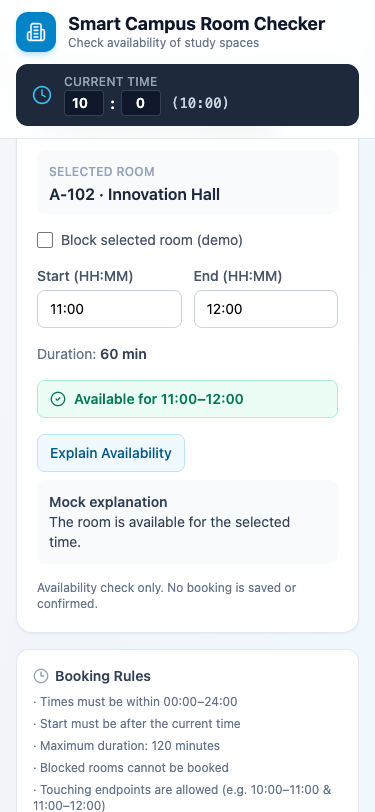 Smart Campus Room Checker
Check availability of study spaces
CURRENT TIME
10 : 0 (10:00)
SELECTED ROOM
A-102 · Innovation Hall
Block selected room (demo)
Start (HH:MM) End (HH:MM)
11:00 12:00
Duration: 60 min
Available for 11:00–12:00
Explain Availability
Mock explanation
The room is available for the selected
time.
Availability check only. No booking is saved or
confirmed.
Booking Rules
· Times must be within 00:00–24:00
· Start must be after the current time
· Maximum duration: 120 minutes
· Blocked rooms cannot be booked
· Touching endpoints are allowed (e.g. 10:00–11:00 &
11:00–12:00)